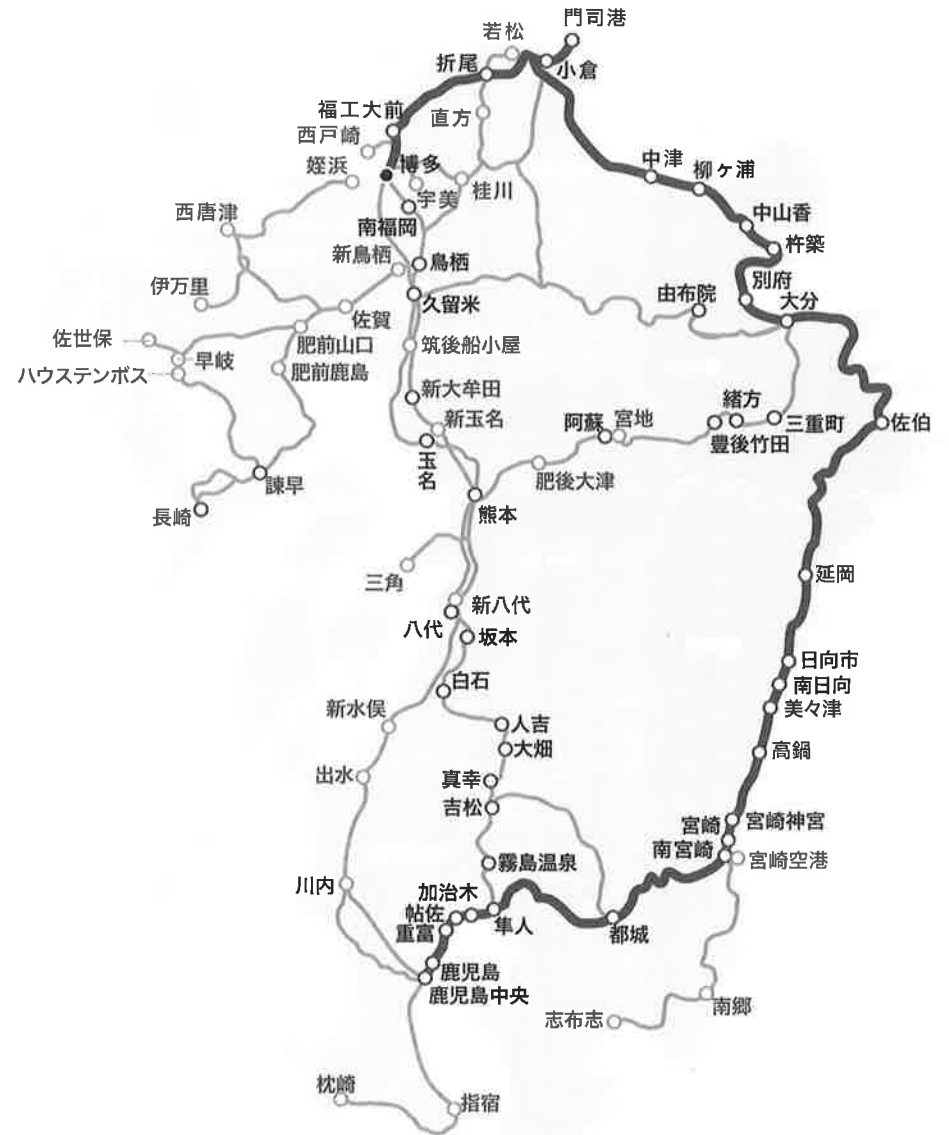 門司港
若松
折尾
小倉
福工大前
直方
西戸崎
博多
姪浜
宇美
桂川
中津
柳ヶ浦
西唐津
南福岡
中山香
新鳥栖
鳥栖
杵築
伊万里
別府
久留米
由布院
大分
佐賀
佐世保
肥前山口
筑後船小屋
早岐
ハウステンボス
肥前鹿島
新大牟田
緒方
新玉名
阿蘇
宮地
三重町
佐伯
豊後竹田
玉名
肥後大津
諫早
長崎
熊本
三角
延岡
新八代
八代
坂本
日向市
白石
南日向
新水俣
美々津
人吉
大畑
高鍋
出水
真幸
吉松
宮崎
宮崎神宮
南宮崎
宮崎空港
霧島温泉
川内
加治木
帖佐
隼人
重富
都城
鹿児島
鹿児島中央
南郷
志布志
枕崎
指宿